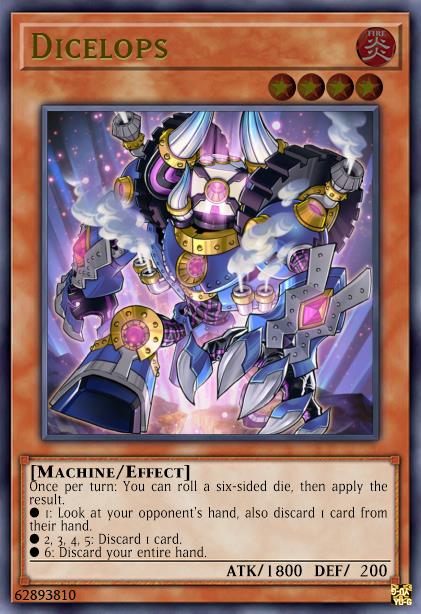 Dicelops
FIRE
炎
[Machine/Effect]
Once per turn: You can roll a six-sided die, then apply the
result.
● 1: Look at your opponent's hand, also discard 1 card from
their hand.
● 2, 3, 4, 5: Discard 1 card.
● 6: Discard your entire hand.
ATK/1800 DEF/ 200
62893810